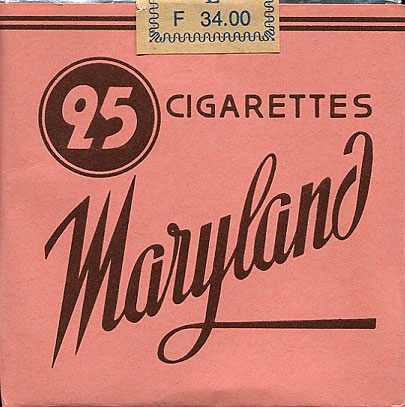 F 34.00
25 CIGARETTES
Maryland